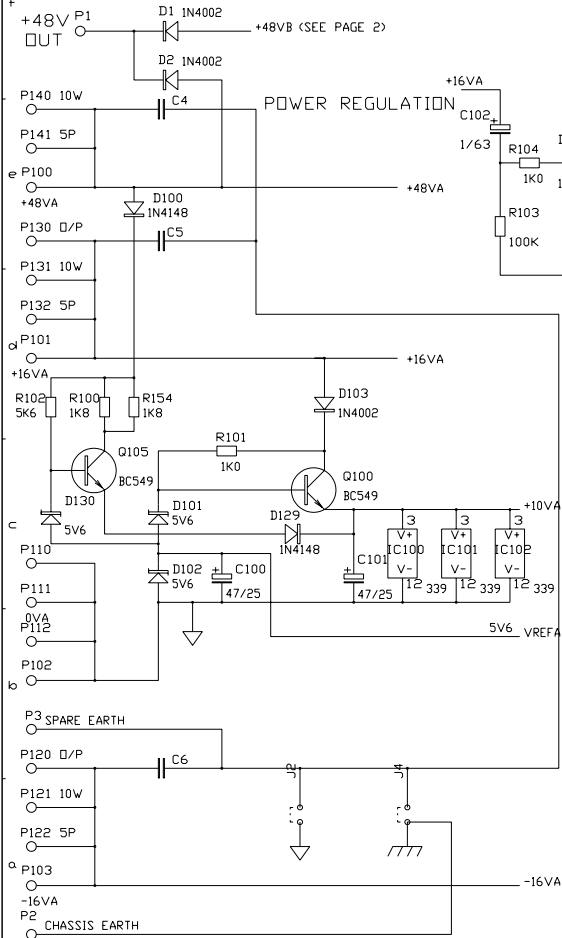 +48V P1
OUT
D1 1N4002
+48VB (SEE PAGE 2)
D2 1N4002
P140 10W
C4
POWER REGULATION
+16VA
C102
+
1/63
P141 5P
R104
1K0
e P100
+48VA
+48VA
D100
1N4148
R103
100K
P130 O/P
C5
P131 10W
P132 5P
d P101
+16VA
+16VA
R102
5K6
R100
1K8
R154
1K8
D103
1N4002
R101
1K0
Q105
BC549
Q100
BC549
D130
5V6
D101
5V6
D129
1N4148
+10VA
3
V+
IC100
V-
12
339
3
V+
IC101
V-
12
339
3
V+
IC102
V-
12
339
c
P110
D102
5V6
+
C100
47/25
+
C101
47/25
P111
0VA
P112
5V6
VREFA
b P102
P3 SPARE EARTH
P120 O/P
C6
J2
J4
P121 10W
P122 5P
a P103
-16VA
-16VA
P2 CHASSIS EARTH